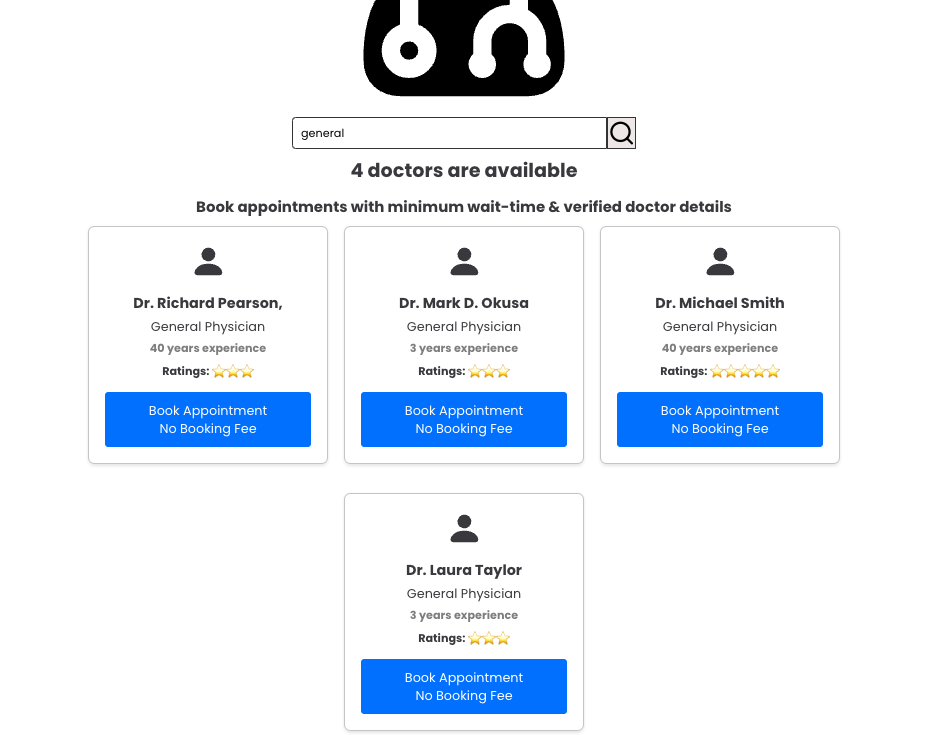 general
4 doctors are available
Book appointments with minimum wait-time & verified doctor details
Dr. Richard Pearson,
General Physician
40 years experience
Ratings: ⭐⭐⭐
Book Appointment
No Booking Fee
Dr. Mark D. Okusa
General Physician
3 years experience
Ratings: ⭐⭐⭐
Book Appointment
No Booking Fee
Dr. Michael Smith
General Physician
40 years experience
Ratings: ⭐⭐⭐⭐⭐
Book Appointment
No Booking Fee
Dr. Laura Taylor
General Physician
3 years experience
Ratings: ⭐⭐⭐
Book Appointment
No Booking Fee